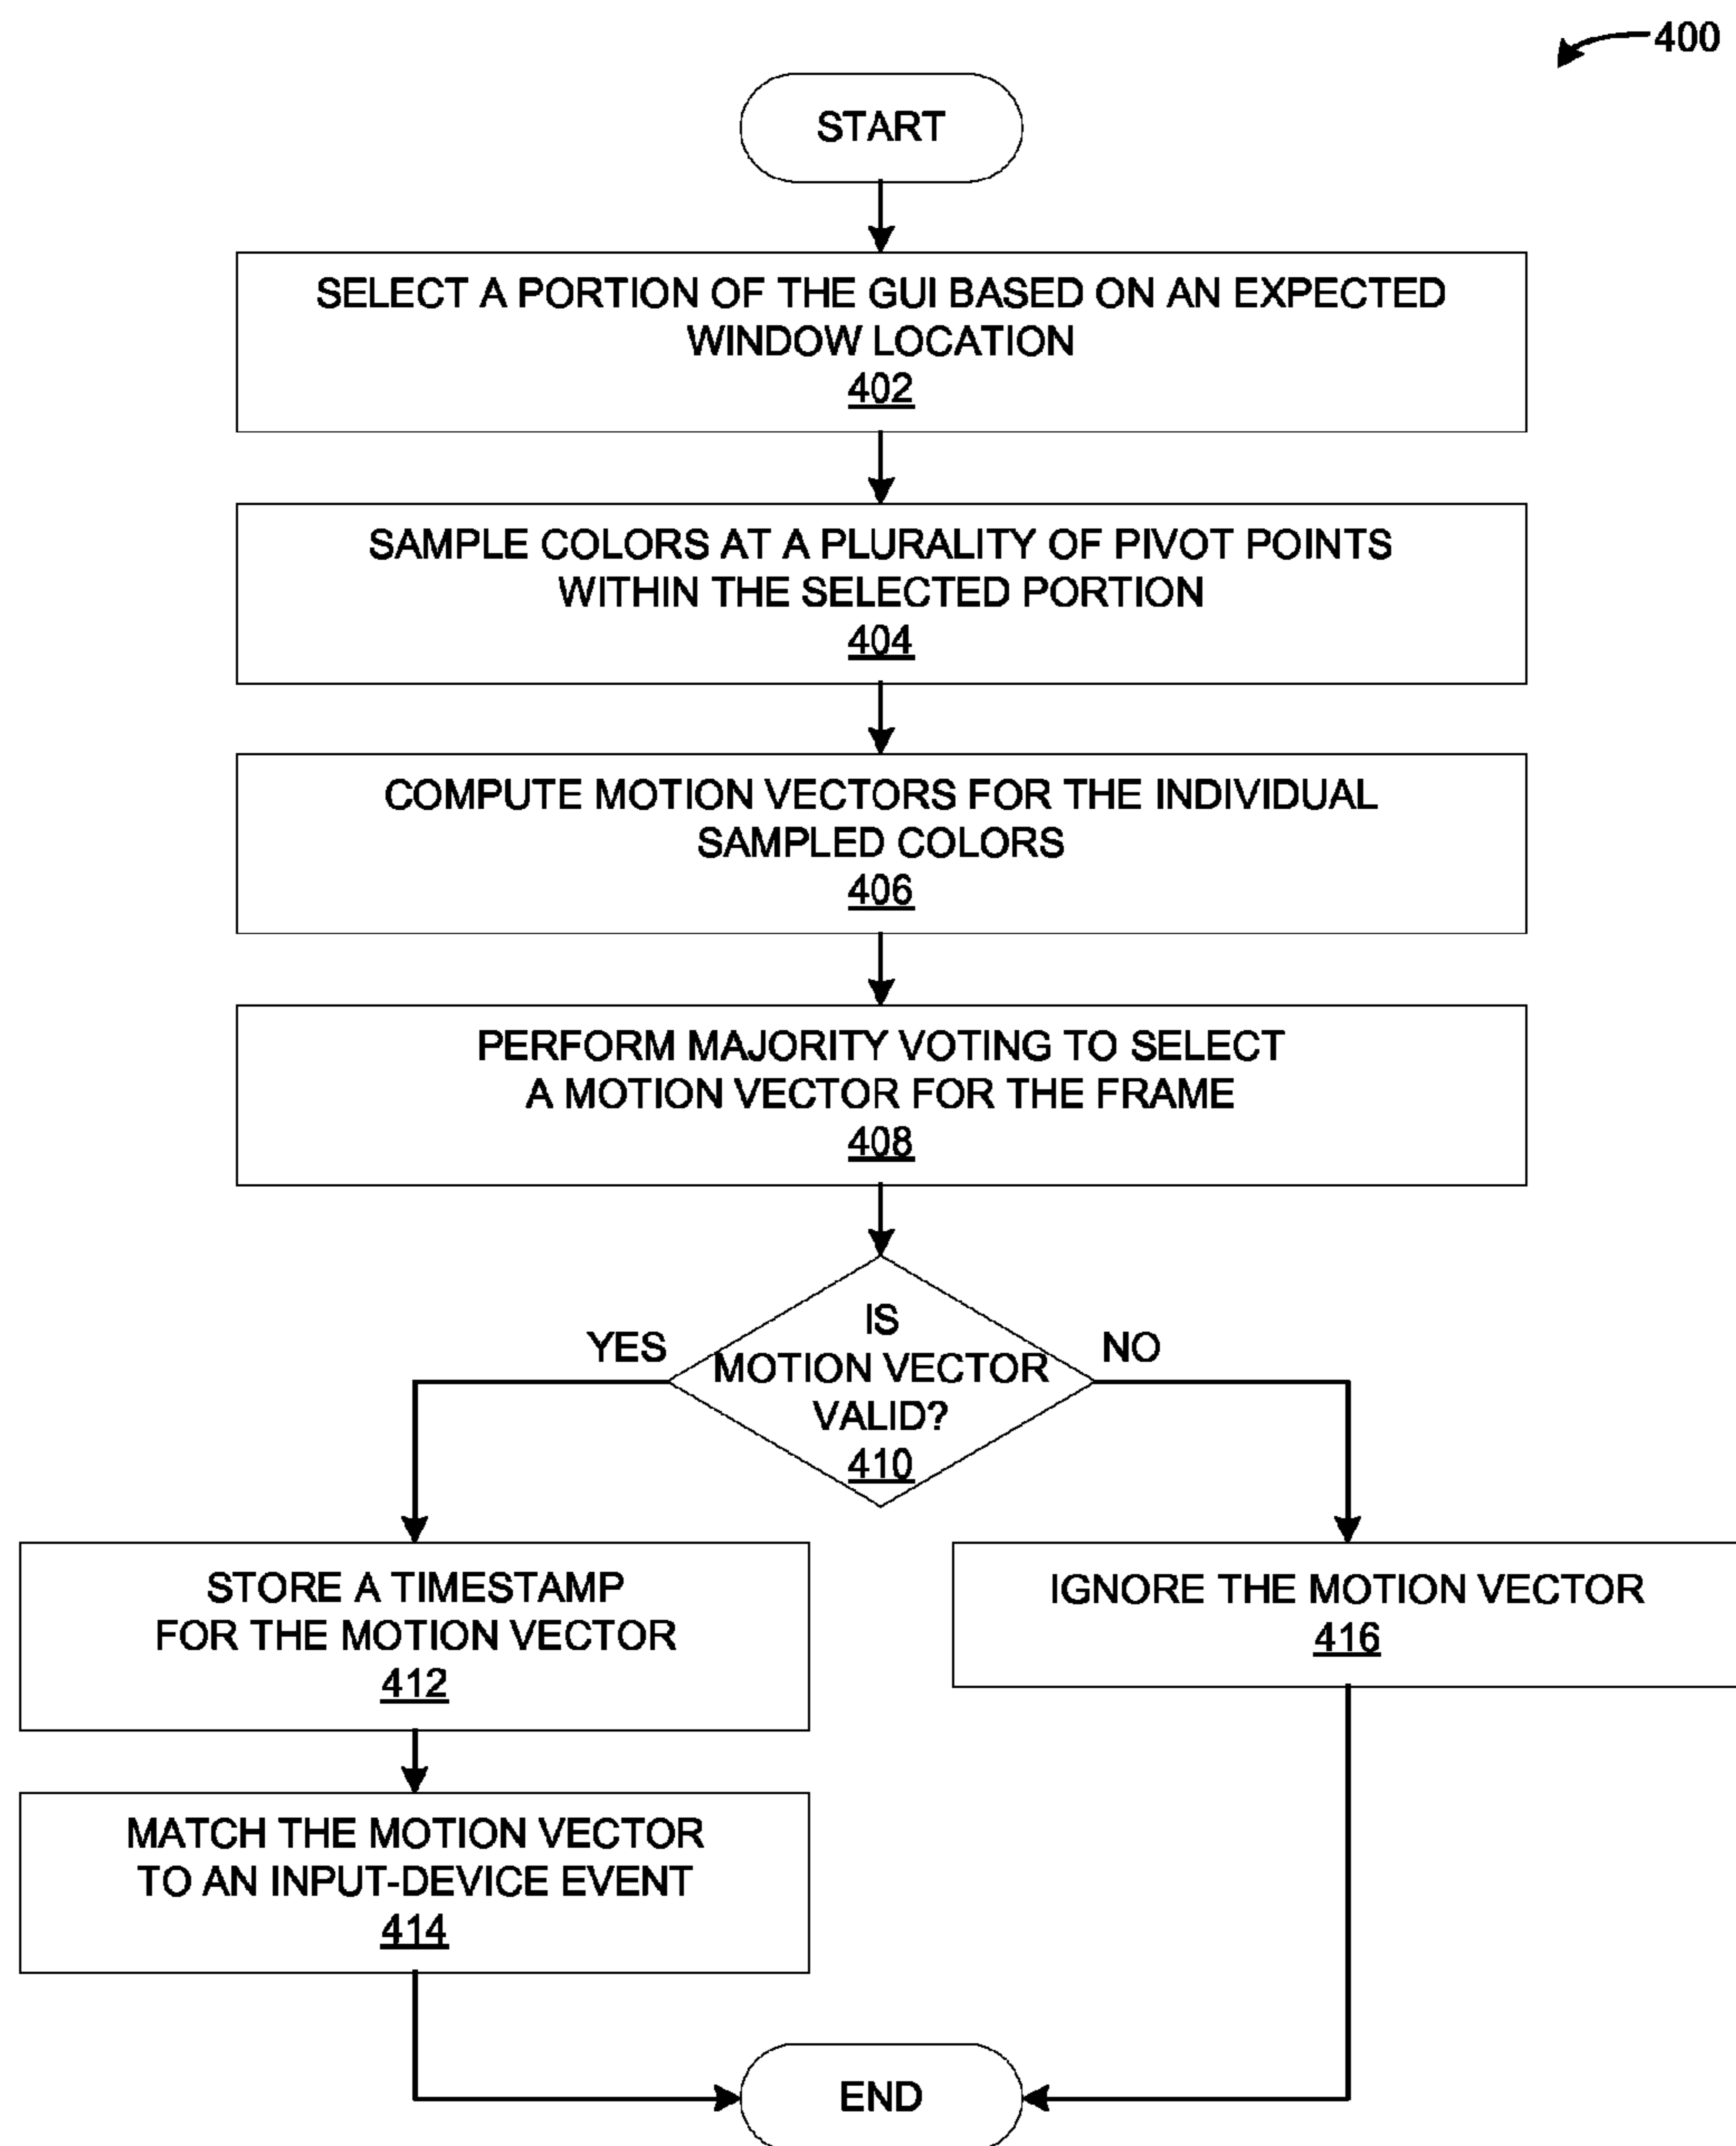 400
START
SELECT A PORTION OF THE GUI BASED ON AN EXPECTED
WINDOW LOCATION
402
SAMPLE COLORS AT A PLURALITY OF PIVOT POINTS
WITHIN THE SELECTED PORTION
404
COMPUTE MOTION VECTORS FOR THE INDIVIDUAL
SAMPLED COLORS
406
PERFORM MAJORITY VOTING TO SELECT
A MOTION VECTOR FOR THE FRAME
408
IS
MOTION VECTOR
VALID?
410
YES
NO
STORE A TIMESTAMP
FOR THE MOTION VECTOR
412
IGNORE THE MOTION VECTOR
416
MATCH THE MOTION VECTOR
TO AN INPUT-DEVICE EVENT
414
END